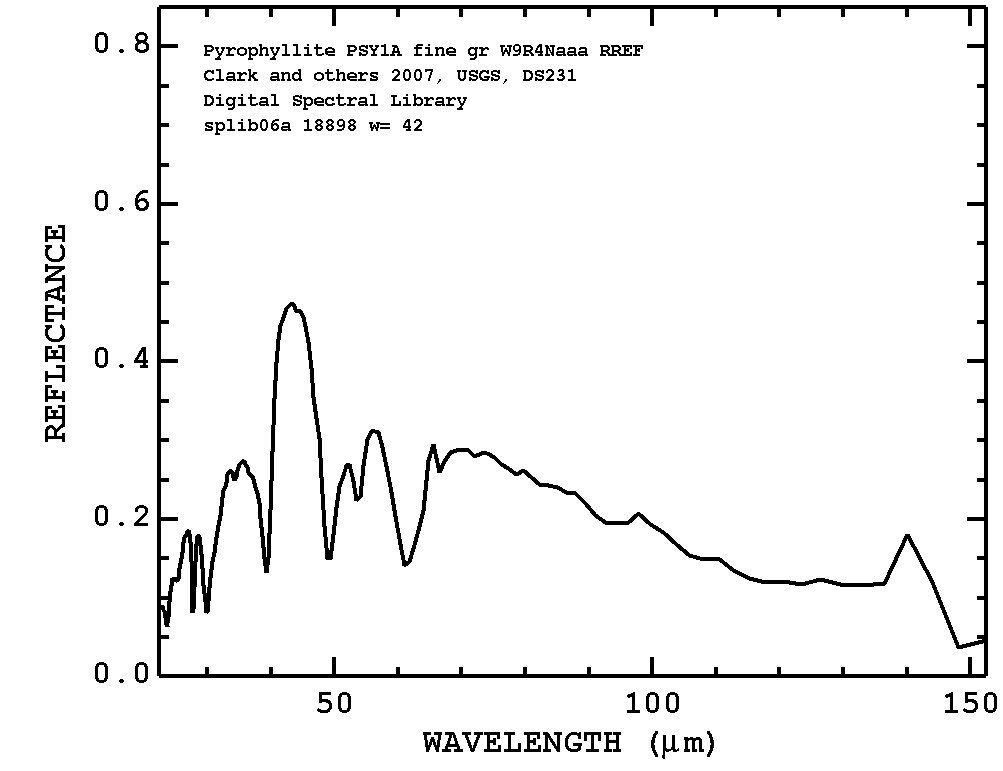 Pyrophyllite PSY1A fine gr W9R4Naaa RREF
Clark and others 2007, USGS, DS231
Digital Spectral Library
splib06a 18898 w= 42
0.8
0.6
0.4
0.2
0.0
REFLECTANCE
50
100
150
WAVELENGTH (μm)